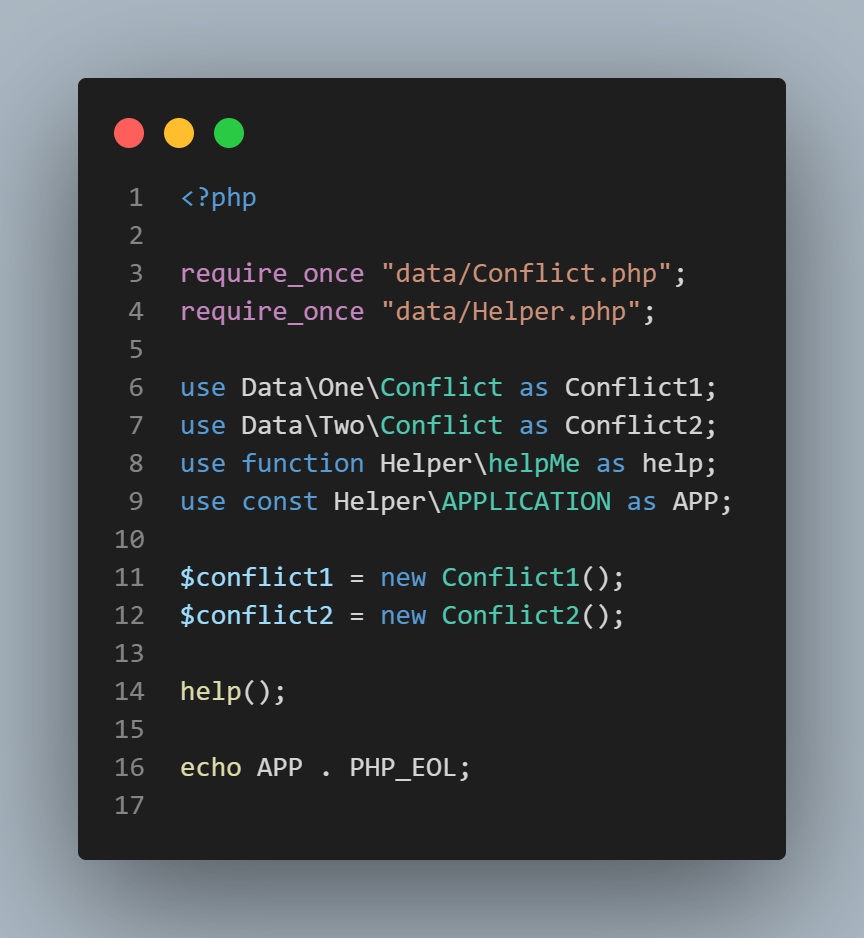 1 <?php
2
3 require_once "data/Conflict.php";
4 require_once "data/Helper.php";
5
6 use Data\One\Conflict as Conflict1;
7 use Data\Two\Conflict as Conflict2;
8 use function Helper\helpMe as help;
9 use const Helper\APPLICATION as APP;
10
11 $conflict1 = new Conflict1();
12 $conflict2 = new Conflict2();
13
14 help();
15
16 echo APP . PHP_EOL;
17